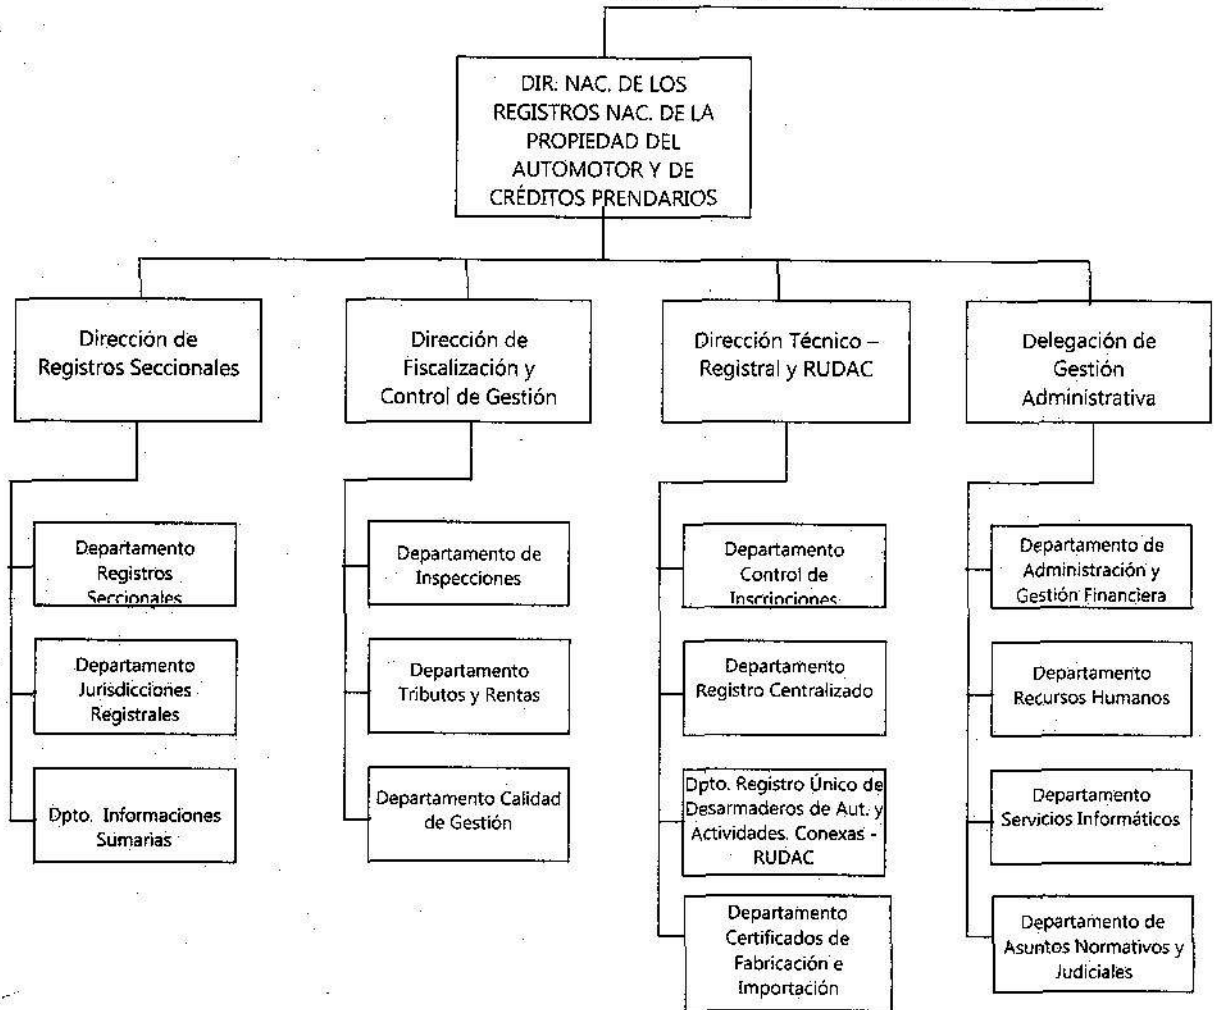 DIR. NAC. DE LOS
REGISTROS NAC. DE LA
PROPIEDAD DEL
AUTOMOTOR Y DE
CRÉDITOS PRENDARIOS
Dirección de
Registros Seccionales
Dirección de
Fiscalización y
Control de Gestión
Dirección Técnico –
Registral y RUDAC
Delegación de
Gestión
Administrativa
Departamento
Registros
Seccionales
Departamento
Jurisdicciones
Registrales
Dpto. Informaciones
Sumarias
Departamento de
Inspecciones
Departamento
Tributos y Rentas
Departamento Calidad
de Gestión
Departamento
Control de
Inscripciones
Departamento
Registro Centralizado
Dpto. Registro Único de
Desarmaderos de Aut. y
Actividades. Conexas -
RUDAC
Departamento
Certificados de
Fabricación e
Importación
Departamento de
Administración y
Gestión Financiera
Departamento
Recursos Humanos
Departamento
Servicios Informáticos
Departamento de
Asuntos Normativos y
Judiciales